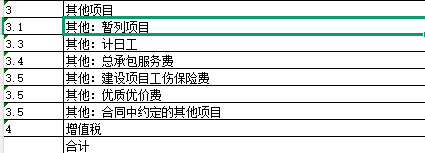 3 其他项目
3.1 其他：暂列项目
3.3 其他：计日工
3.4 其他：总承包服务费
3.5 其他：建设项目工伤保险费
3.5 其他：优质优价费
3.5 其他：合同中约定的其他项目
4 增值税
合计